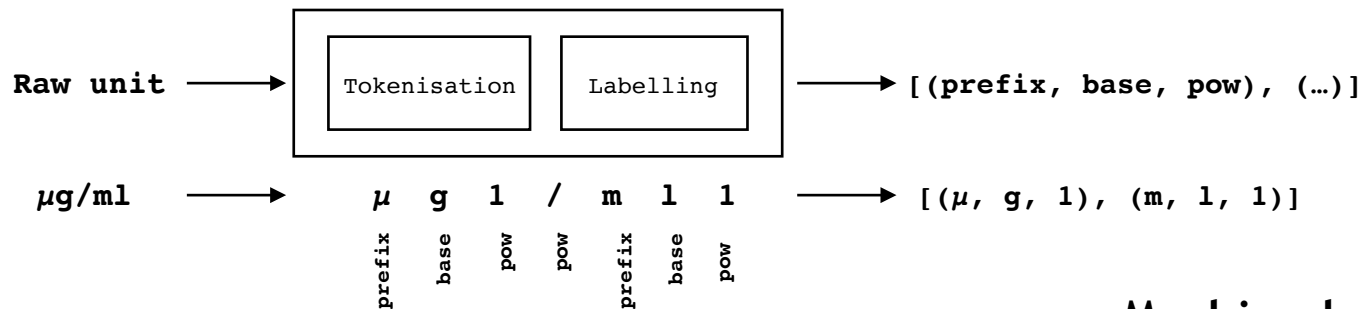 Tokenisation
Labelling
Raw unit
[(prefix, base, pow), (…)]
μg/ml
μ g 1 / m l 1
[(μ, g, 1), (m, l, 1)]
prefix
base
pow
pow
prefix
base
pow